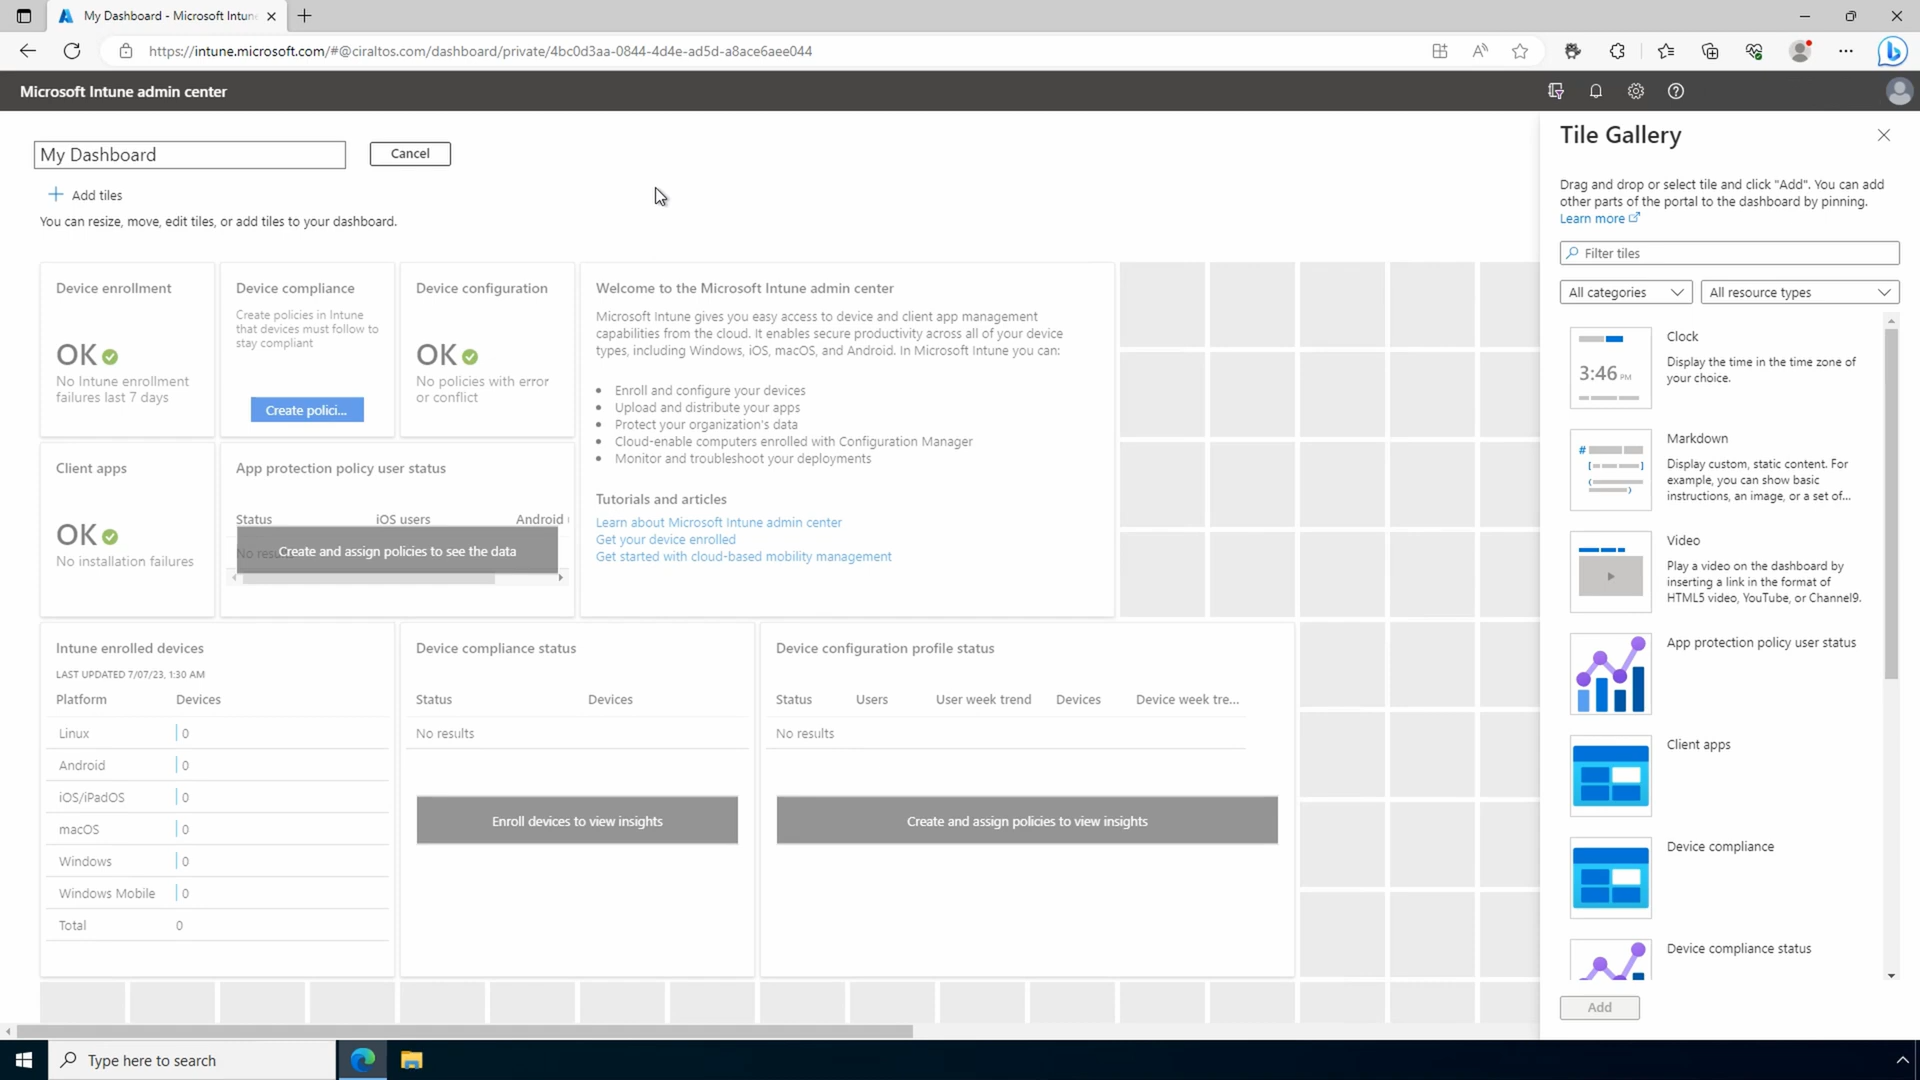 My Dashboard - Microsoft Intune
https://intune.microsoft.com/#@ciraltos.com/dashboard/private/4bc0d3aa-0844-4d4e-ad5d-a8ace6aee044
Microsoft Intune admin center
My Dashboard
Cancel
Add tiles
You can resize, move, edit tiles, or add tiles to your dashboard.
Device enrollment
OK
No Intune enrollment
failures last 7 days
Device compliance
Create policies in Intune
that devices must follow to
stay compliant
Create polici...
Device configuration
OK
No policies with error
or conflict
Welcome to the Microsoft Intune admin center
Microsoft Intune gives you easy access to device and client app management
capabilities from the cloud. It enables secure productivity across all of your device
types, including Windows, iOS, macOS, and Android. In Microsoft Intune you can:
• Enroll and configure your devices
• Upload and distribute your apps
• Protect your organization's data
• Cloud-enable computers enrolled with Configuration Manager
• Monitor and troubleshoot your deployments
Tutorials and articles
Learn about Microsoft Intune admin center
Get your device enrolled
Get started with cloud-based mobility management
Client apps
OK
No installation failures
App protection policy user status
Status iOS users Android
No resu
Create and assign policies to see the data
Intune enrolled devices
LAST UPDATED 7/07/23, 1:30 AM
Platform Devices
Linux 0
Android 0
iOS/iPadOS 0
macOS 0
Windows 0
Windows Mobile 0
Total 0
Device compliance status
Status Devices
No results
Enroll devices to view insights
Device configuration profile status
Status Users User week trend Devices Device week tre...
No results
Create and assign policies to view insights
Tile Gallery
Drag and drop or select tile and click "Add". You can add
other parts of the portal to the dashboard by pinning.
Learn more
Filter tiles
All categories
All resource types
3:46 PM
Clock
Display the time in the time zone of
your choice.
#
Markdown
Display custom, static content. For
example, you can show basic
instructions, an image, or a set of...
Video
Play a video on the dashboard by
inserting a link in the format of
HTML5 video, YouTube, or Channel9.
App protection policy user status
Client apps
Device compliance
Device compliance status
Add
Type here to search